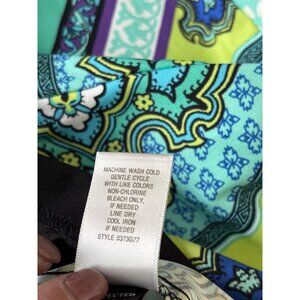 MACHINE WASH COLD
GENTLE CYCLE
WITH LIKE COLORS
NON-CHLORINE
BLEACH ONLY,
IF NEEDED
LINE DRY
COOL IRON
IF NEEDED
STYLE 0373G77